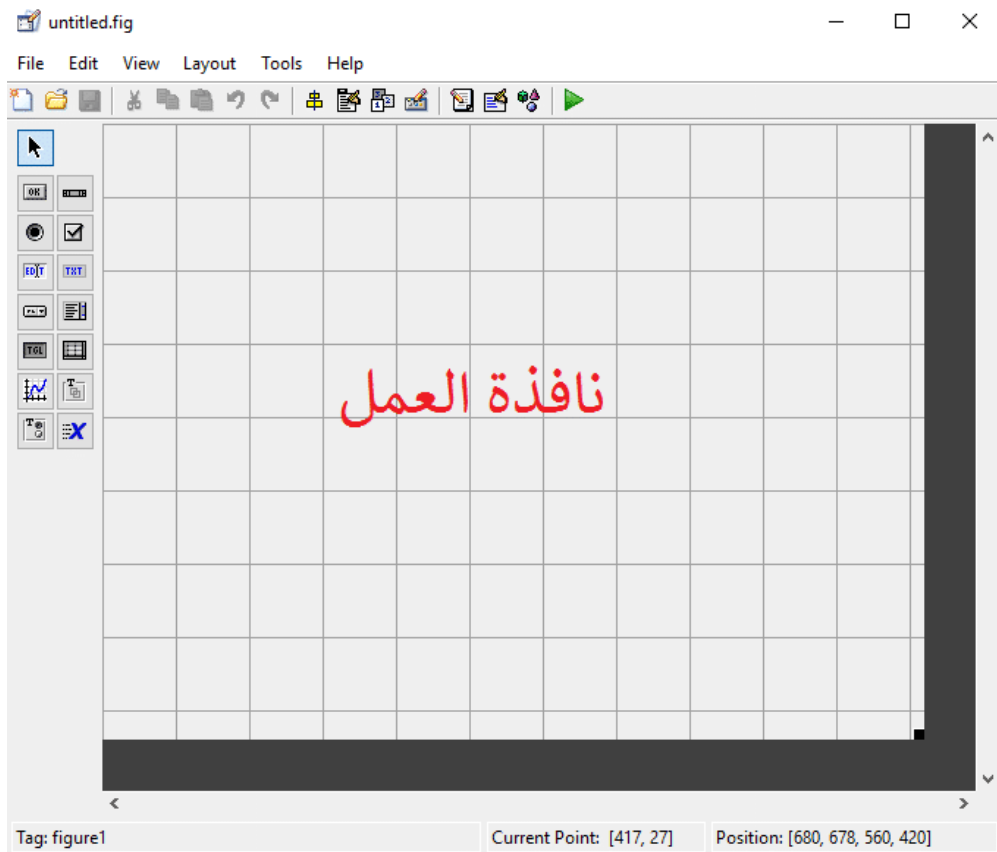 untitled.fig
File Edit View Layout Tools Help
OK
EDIT TXT
TGL
نافذة العمل
Tag: figure1 Current Point: [417, 27] Position: [680, 678, 560, 420]